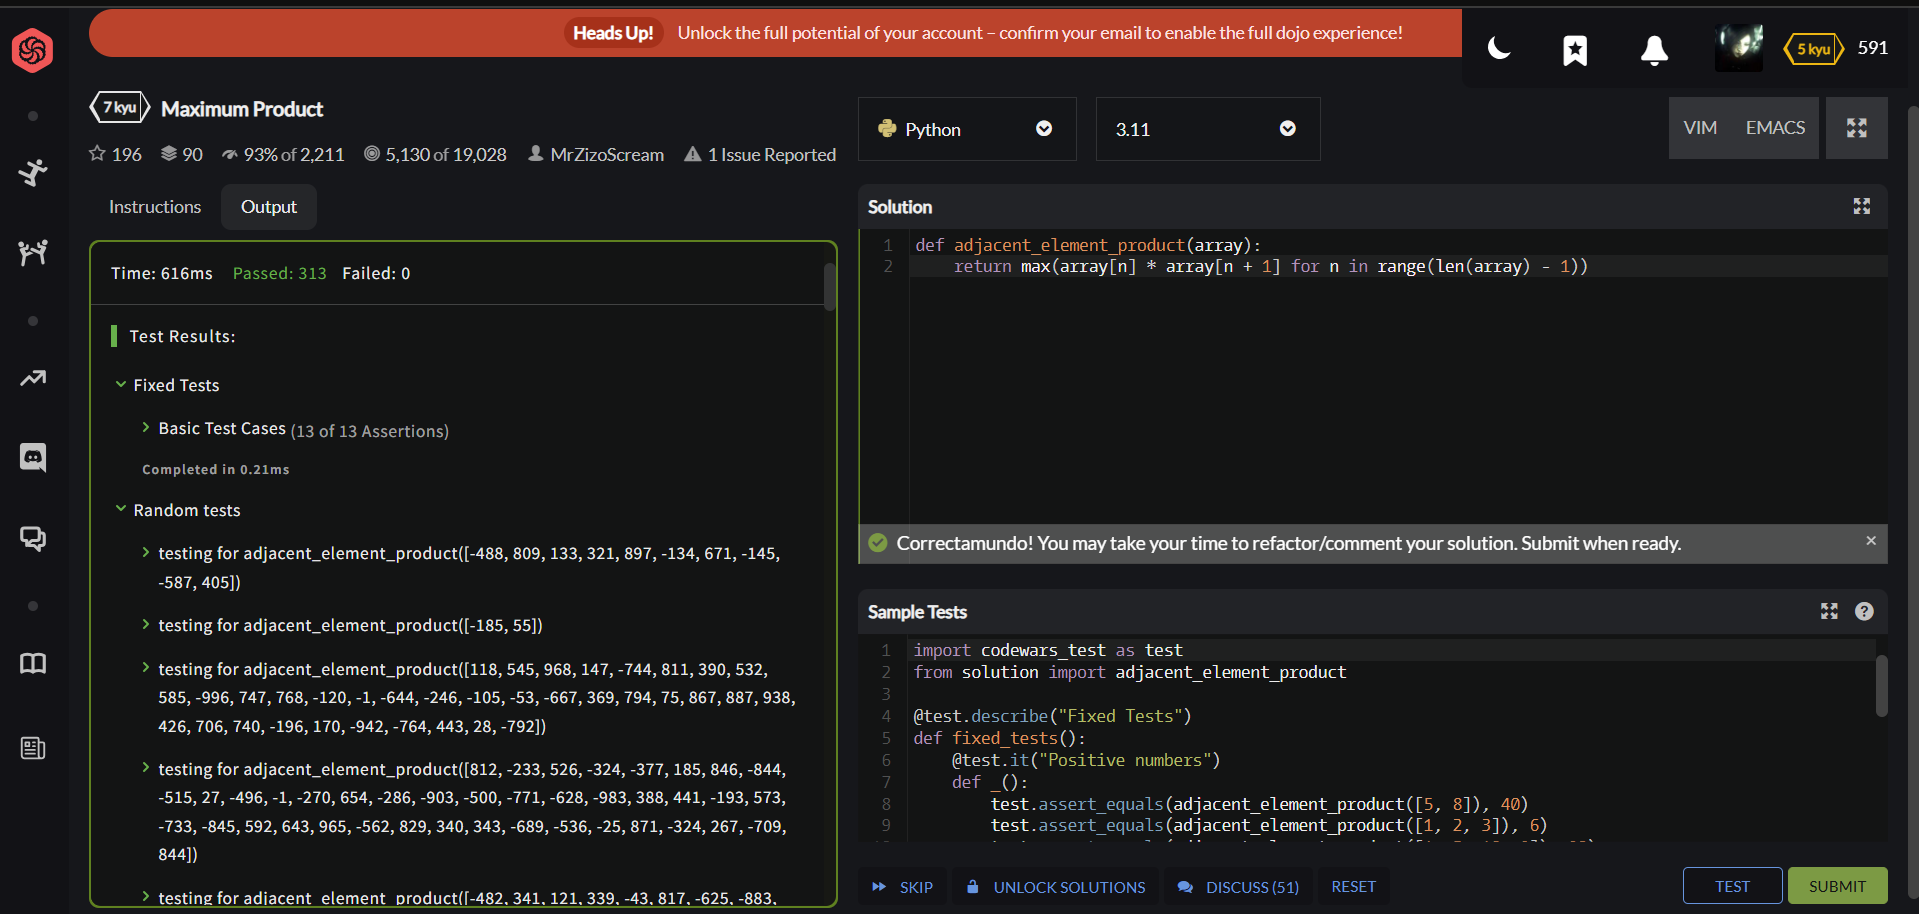 Heads Up! Unlock the full potential of your account – confirm your email to enable the full dojo experience!
5 kyu 591
7 kyu Maximum Product
196 90 93% of 2,211 5,130 of 19,028 MrZizoScream 1 Issue Reported
Instructions Output
Time: 616ms Passed: 313 Failed: 0
Test Results:
Fixed Tests
Basic Test Cases (13 of 13 Assertions)
Completed in 0.21ms
Random tests
testing for adjacent_element_product([-488, 809, 133, 321, 897, -134, 671, -145,
-587, 405])
testing for adjacent_element_product([-185, 55])
testing for adjacent_element_product([118, 545, 968, 147, -744, 811, 390, 532,
585, -996, 747, 768, -120, -1, -644, -246, -105, -53, -667, 369, 794, 75, 867, 887, 938,
426, 706, 740, -196, 170, -942, -764, 443, 28, -792])
testing for adjacent_element_product([812, -233, 526, -324, -377, 185, 846, -844,
-515, 27, -496, -1, -270, 654, -286, -903, -500, -771, -628, -983, 388, 441, -193, 573,
-733, -845, 592, 643, 965, -562, 829, 340, 343, -689, -536, -25, 871, -324, 267, -709,
844])
testing for adjacent_element_product([-482, 341, 121, 339, -43, 817, -625, -883,
Python 3.11 VIM EMACS
Solution
1 def adjacent_element_product(array):
2 return max(array[n] * array[n + 1] for n in range(len(array) - 1))
Correctamundo! You may take your time to refactor/comment your solution. Submit when ready. ×
Sample Tests ?
1 import codewars_test as test
2 from solution import adjacent_element_product
3
4 @test.describe("Fixed Tests")
5 def fixed_tests():
6 @test.it("Positive numbers")
7 def _():
8 test.assert_equals(adjacent_element_product([5, 8]), 40)
9 test.assert_equals(adjacent_element_product([1, 2, 3]), 6)
SKIP UNLOCK SOLUTIONS DISCUSS (51) RESET TEST SUBMIT